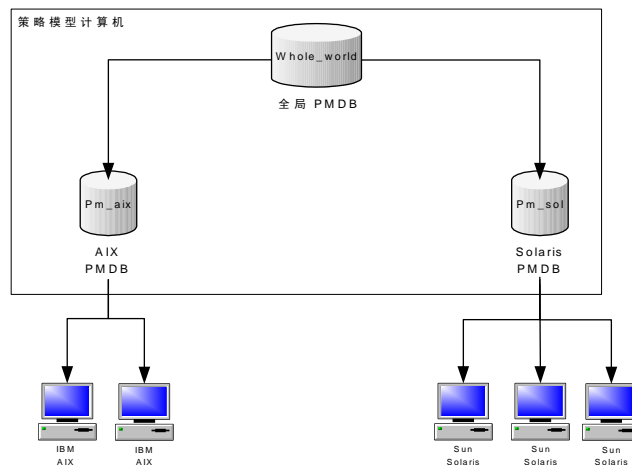 策略模型计算机
Whole_world
全局 PMDB
Pm_aix
Pm_sol
AIX
PMDB
Solaris
PMDB
IBM
AIX
IBM
AIX
Sun
Solaris
Sun
Solaris
Sun
Solaris